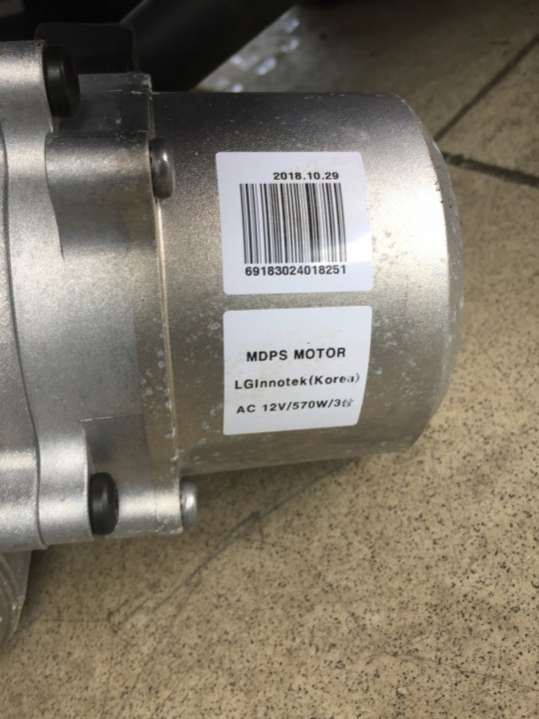 2018.10.29
69183024018251
MDPS MOTOR
LGInnotek(Korea)
AC 12V/570W/3상